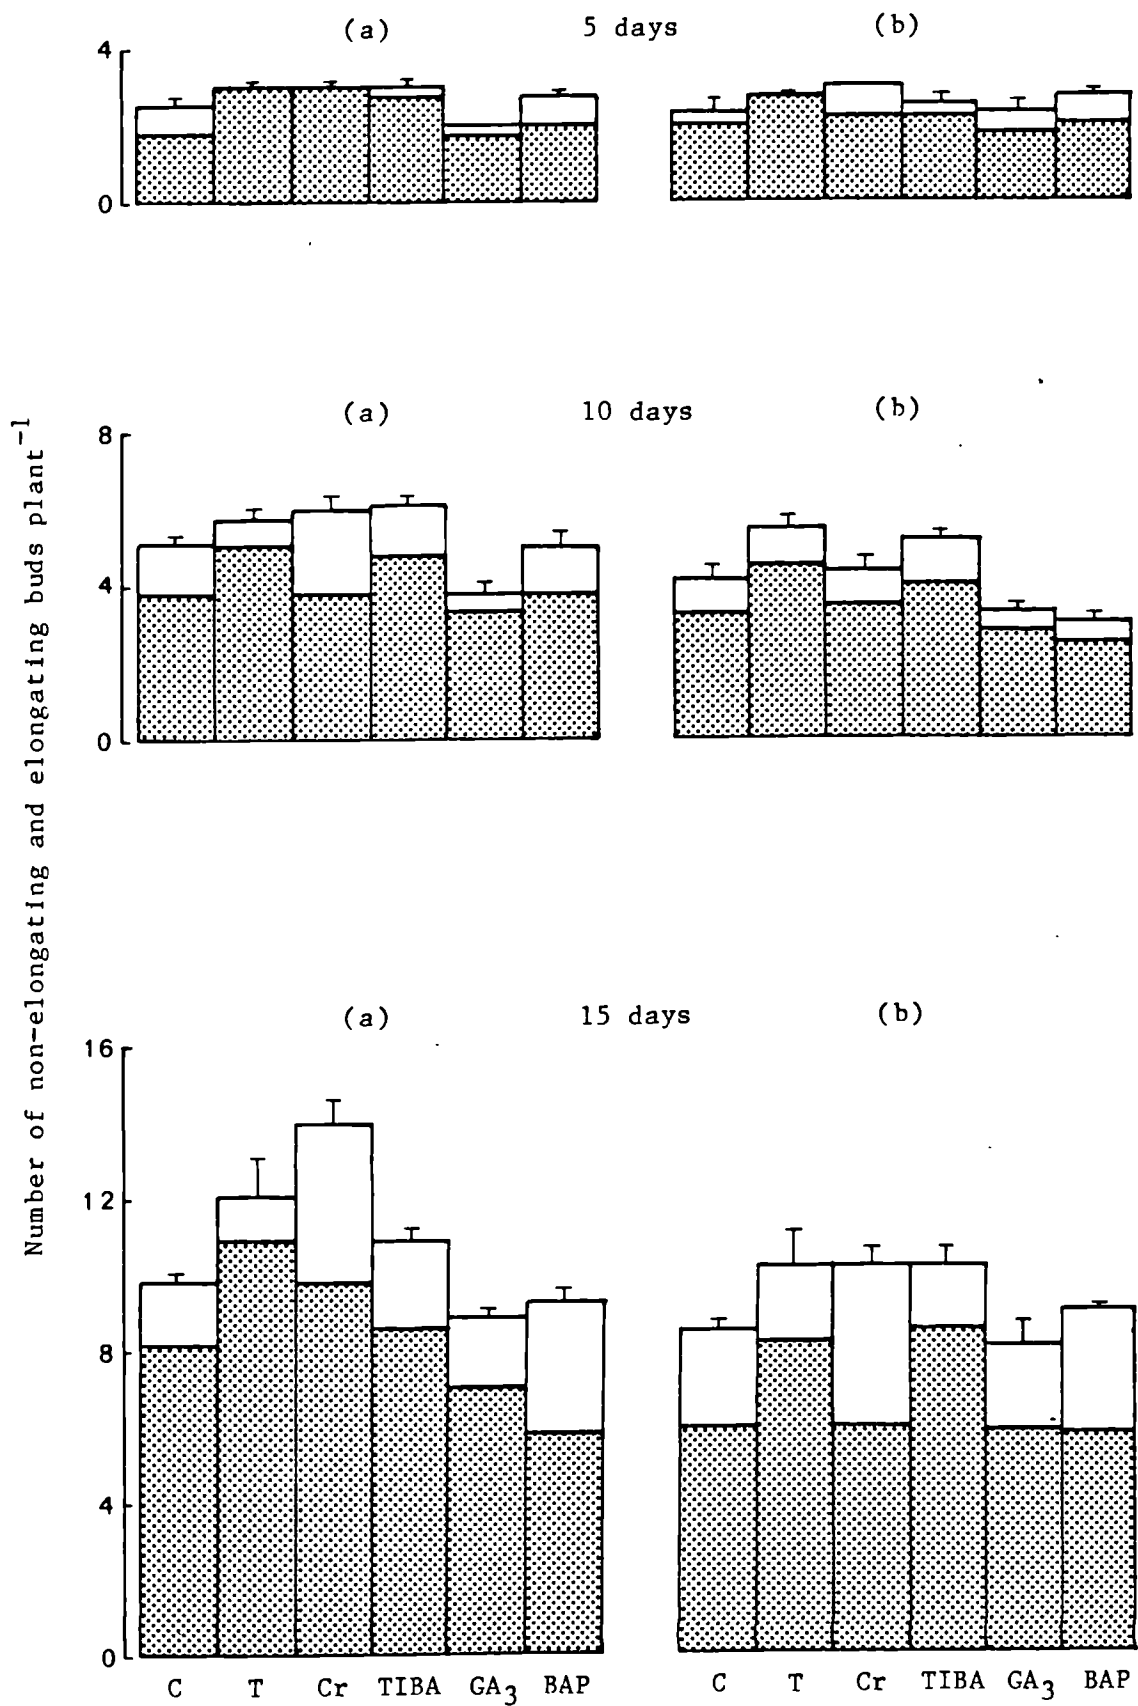 (a) 5 days (b)
4
0
(a) 10 days (b)
8
4
0
Number of non-elongating and elongating buds plant⁻¹
(a) 15 days (b)
16
12
8
4
0
C T Cr TIBA GA₃ BAP C T Cr TIBA GA₃ BAP